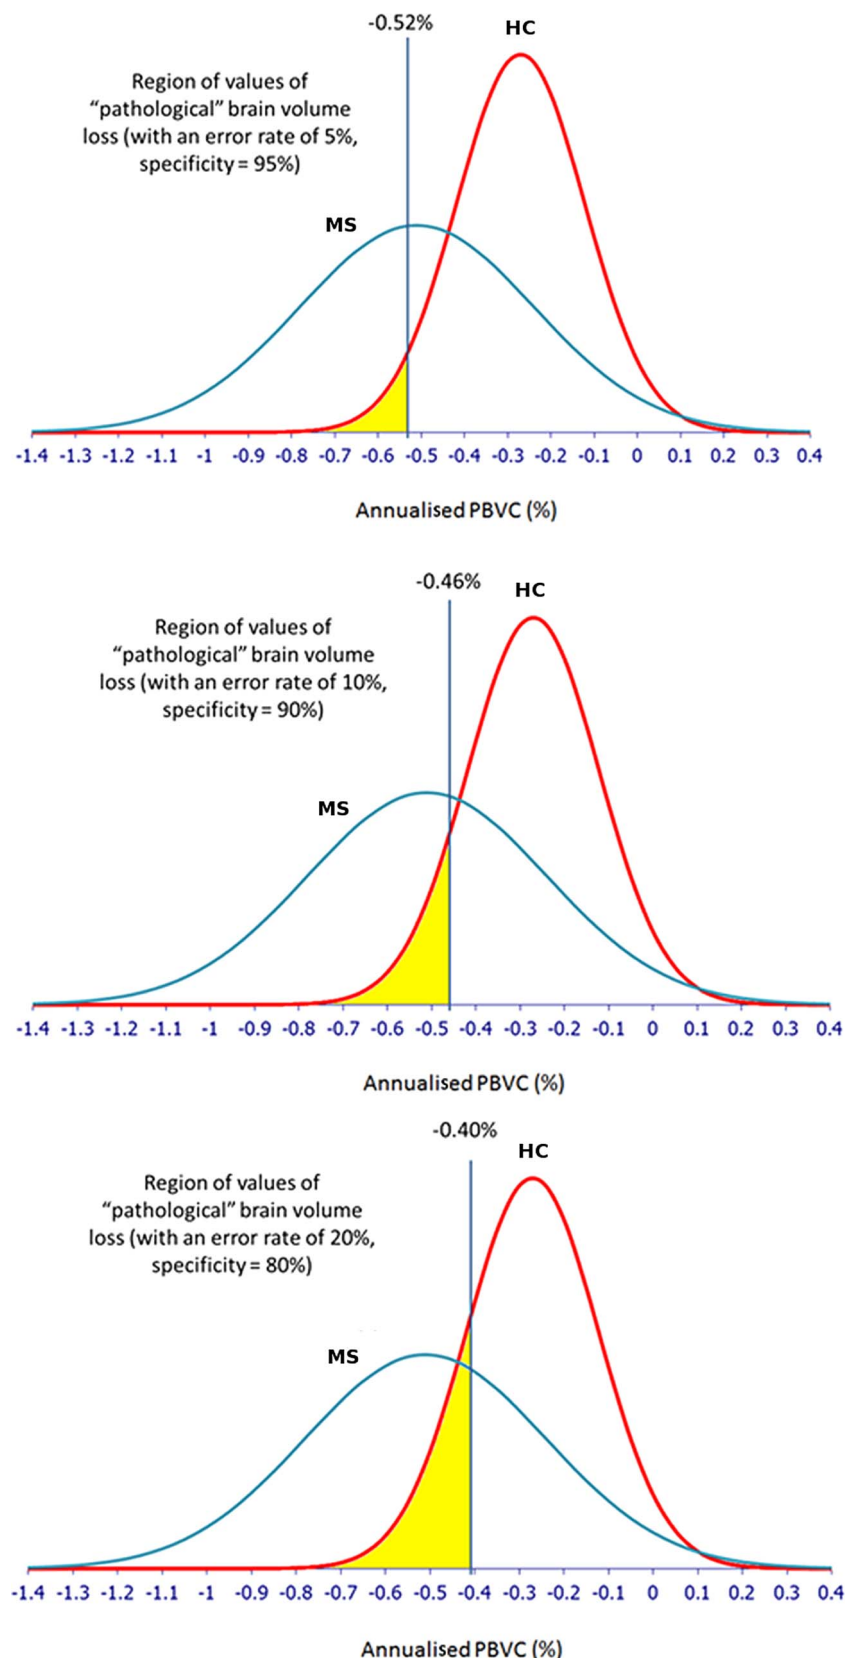 -0.52%
HC
Region of values of
“pathological” brain volume
loss (with an error rate of 5%,
specificity = 95%)
MS
-1.4 -1.3 -1.2 -1.1 -1 -0.9 -0.8 -0.7 -0.6 -0.5 -0.4 -0.3 -0.2 -0.1 0 0.1 0.2 0.3 0.4
Annualised PBVC (%)
-0.46%
HC
Region of values of
“pathological” brain volume
loss (with an error rate of 10%,
specificity = 90%)
MS
-1.4 -1.3 -1.2 -1.1 -1 -0.9 -0.8 -0.7 -0.6 -0.5 -0.4 -0.3 -0.2 -0.1 0 0.1 0.2 0.3 0.4
Annualised PBVC (%)
-0.40%
HC
Region of values of
“pathological” brain volume
loss (with an error rate of 20%,
specificity = 80%)
MS
-1.4 -1.3 -1.2 -1.1 -1 -0.9 -0.8 -0.7 -0.6 -0.5 -0.4 -0.3 -0.2 -0.1 0 0.1 0.2 0.3 0.4
Annualised PBVC (%)